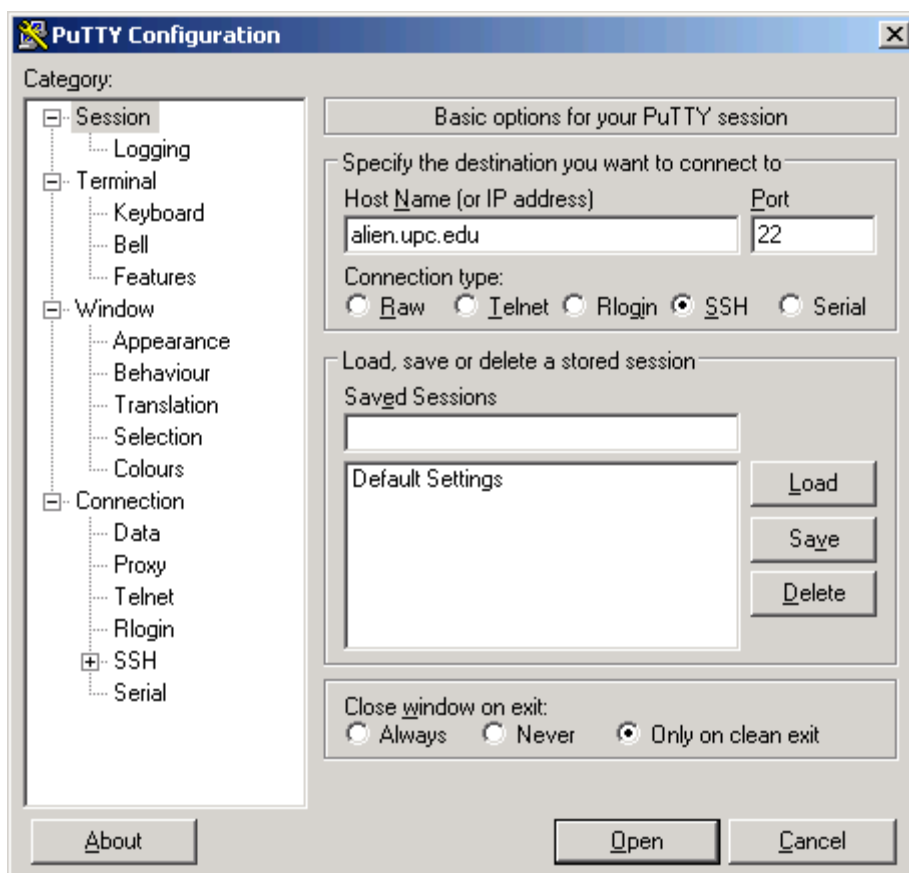 PuTTY Configuration
Category:
Session
Logging
Terminal
Keyboard
Bell
Features
Window
Appearance
Behaviour
Translation
Selection
Colours
Connection
Data
Proxy
Telnet
Rlogin
SSH
Serial
Basic options for your PuTTY session
Specify the destination you want to connect to
Host Name (or IP address) Port
alien.upc.edu 22
Connection type:
Raw Telnet Rlogin SSH Serial
Load, save or delete a stored session
Saved Sessions
Default Settings
Load
Save
Delete
Close window on exit:
Always Never Only on clean exit
About Open Cancel